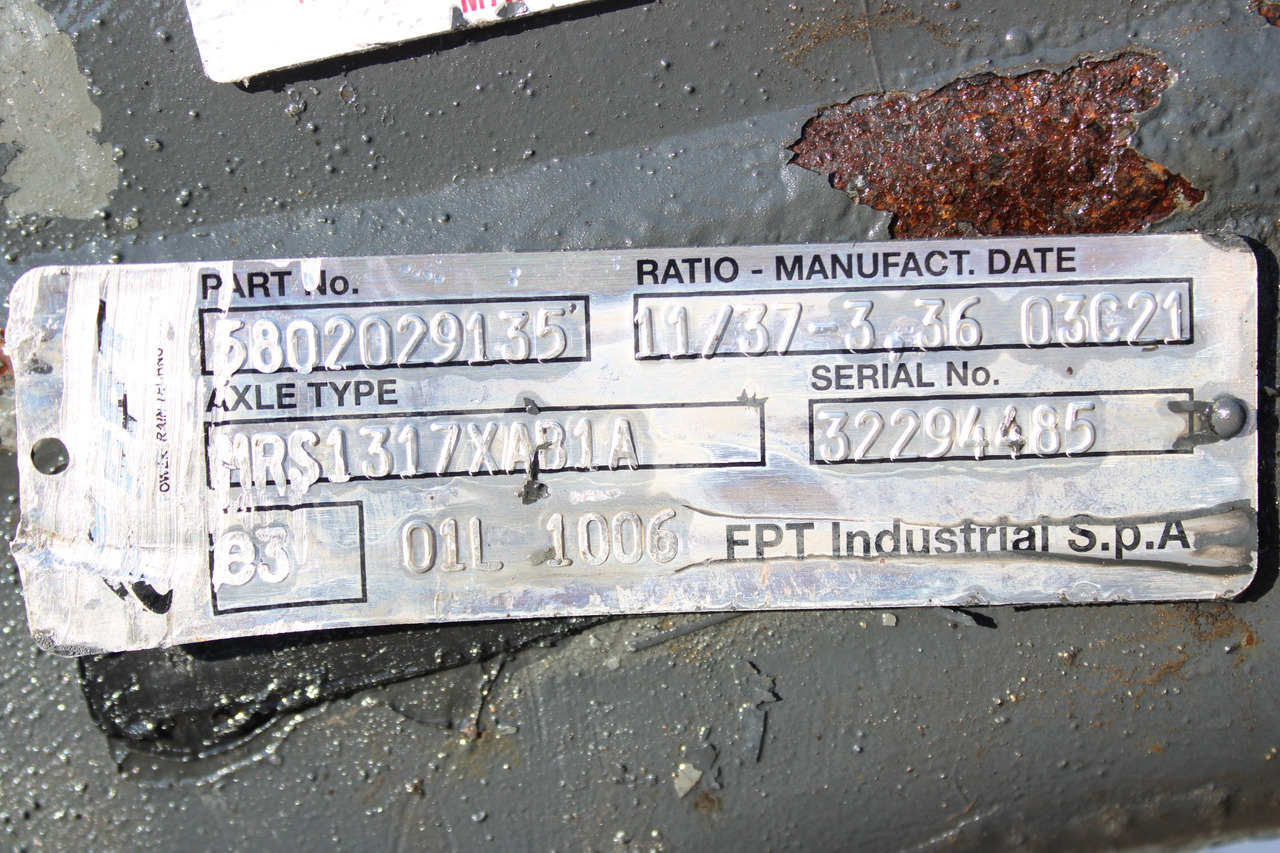 PART No.
RATIO - MANUFACT. DATE
5802029135
11/37-3,36 03C21
AXLE TYPE
SERIAL No.
MRS1317XAB1A
32294485
e3
01L 1006
FPT Industrial S.p.A